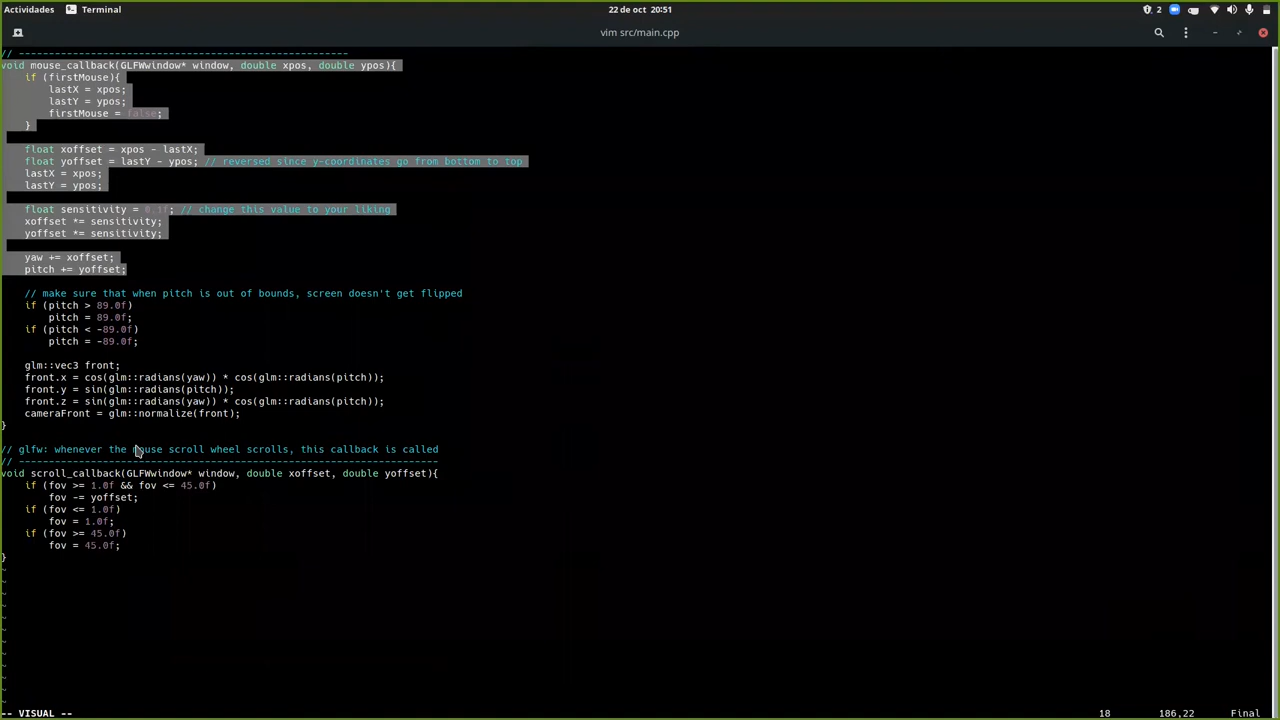 Actividades Terminal 22 de oct 20:51 2
vim src/main.cpp
// -------------------------------------------------------
void mouse_callback(GLFWwindow* window, double xpos, double ypos){
    if (firstMouse){
        lastX = xpos;
        lastY = ypos;
        firstMouse = false;
    }
    float xoffset = xpos - lastX;
    float yoffset = lastY - ypos; // reversed since y-coordinates go from bottom to top
    lastX = xpos;
    lastY = ypos;
    float sensitivity = 0.1f; // change this value to your liking
    xoffset *= sensitivity;
    yoffset *= sensitivity;
    yaw += xoffset;
    pitch += yoffset;
    // make sure that when pitch is out of bounds, screen doesn't get flipped
    if (pitch > 89.0f)
        pitch = 89.0f;
    if (pitch < -89.0f)
        pitch = -89.0f;
    glm::vec3 front;
    front.x = cos(glm::radians(yaw)) * cos(glm::radians(pitch));
    front.y = sin(glm::radians(pitch));
    front.z = sin(glm::radians(yaw)) * cos(glm::radians(pitch));
    cameraFront = glm::normalize(front);
}
// glfw: whenever the mouse scroll wheel scrolls, this callback is called
// ----------------------------------------------------------------------
void scroll_callback(GLFWwindow* window, double xoffset, double yoffset){
    if (fov >= 1.0f && fov <= 45.0f)
        fov -= yoffset;
    if (fov <= 1.0f)
        fov = 1.0f;
    if (fov >= 45.0f)
        fov = 45.0f;
}
~
~
~
~
~
~
~
~
~
~
~
~
-- VISUAL -- 18 186,22 Final